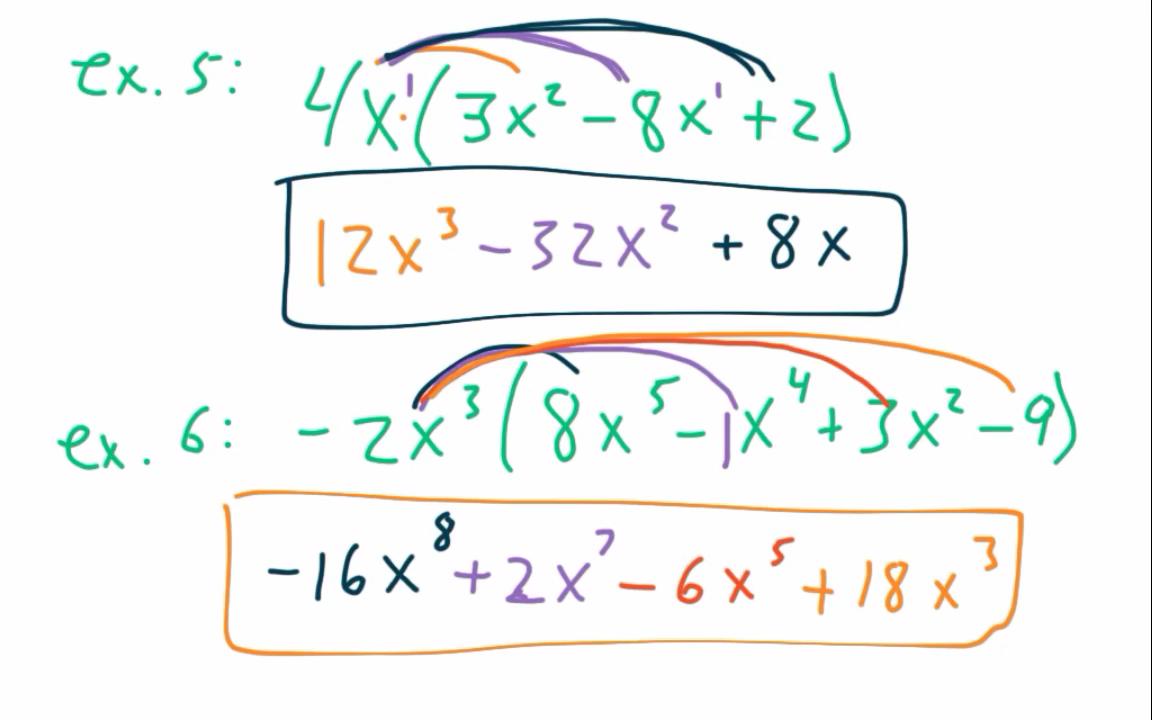 ex. 5: 4x¹·(3x² - 8x¹ + 2)
12x³ - 32x² + 8x
ex. 6: -2x³(8x⁵ - 1x⁴ + 3x² - 9)
-16x⁸ + 2x⁷ - 6x⁵ + 18x³